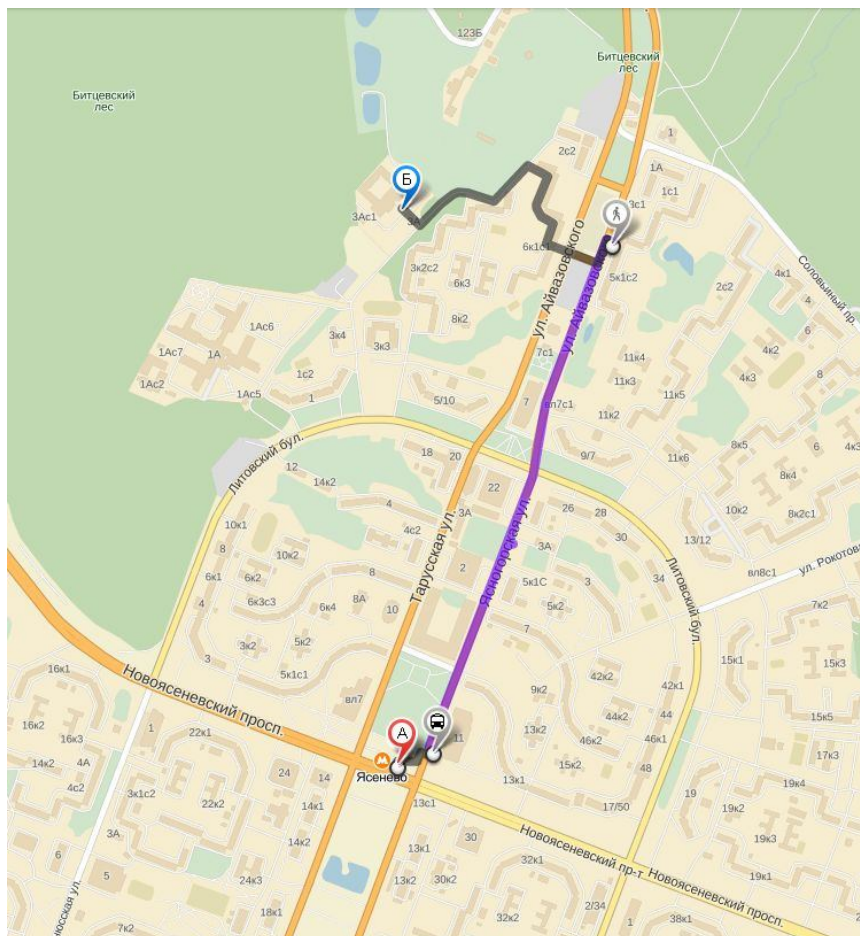 123Б
Битцевский
лес
Битцевский
лес
2с2
1
1А
1с1
Б
3Ас1
3А
3с1
6к1с1
5к1с2
3к2с2
6к3
8к2
ул. Айвазовского
ул. Айвазовского
Соловьиный пр.
2с2
4к1
4
6
1Ас6
1Ас7
1А
1Ас2
1Ас5
3к4
3к3
1с2
1
5/10
7с1
7
вл7с1
11к4
11к3
11к2
11к5
4к2
4к3
8
Литовский бул.
18
20
9/7
11к6
8к5
6
4к3
8к4
12
14к2
22
10к2
8к2с1
4
3А
26
28
30
13/12
10к1
4с2
8
10к2
Тарусская ул.
Ясногорская ул.
3А
2
5к1С
3
34
Литовский бул.
вл8с1
ул. Рокотова
6к1
6к2
8
4
6к3с3
6к4
8А
10
5к2
7
7к2
3к2
5к2
3
5к1с1
15к1
15к3
16к1
Новоясеневский просп.
вл7
9к2
42к2
42к1
16к2
16к3
1
22к1
44к2
44
13к2
46к2
46к1
15к5
А
11
14к2
4А
24
14
Ясенево
15к2
48
19к4
4с2
3к1с2
22к2
14к1
13с1
13к1
17/50
19
19к2
3А
14к2
13к1
30
Новоясеневский пр-т
19к3
6
5
24к3
13к2
30к2
32к1
19к1
Новоясеневский просп.
7к2
18к1
32к2
2/34
1
38к1
2